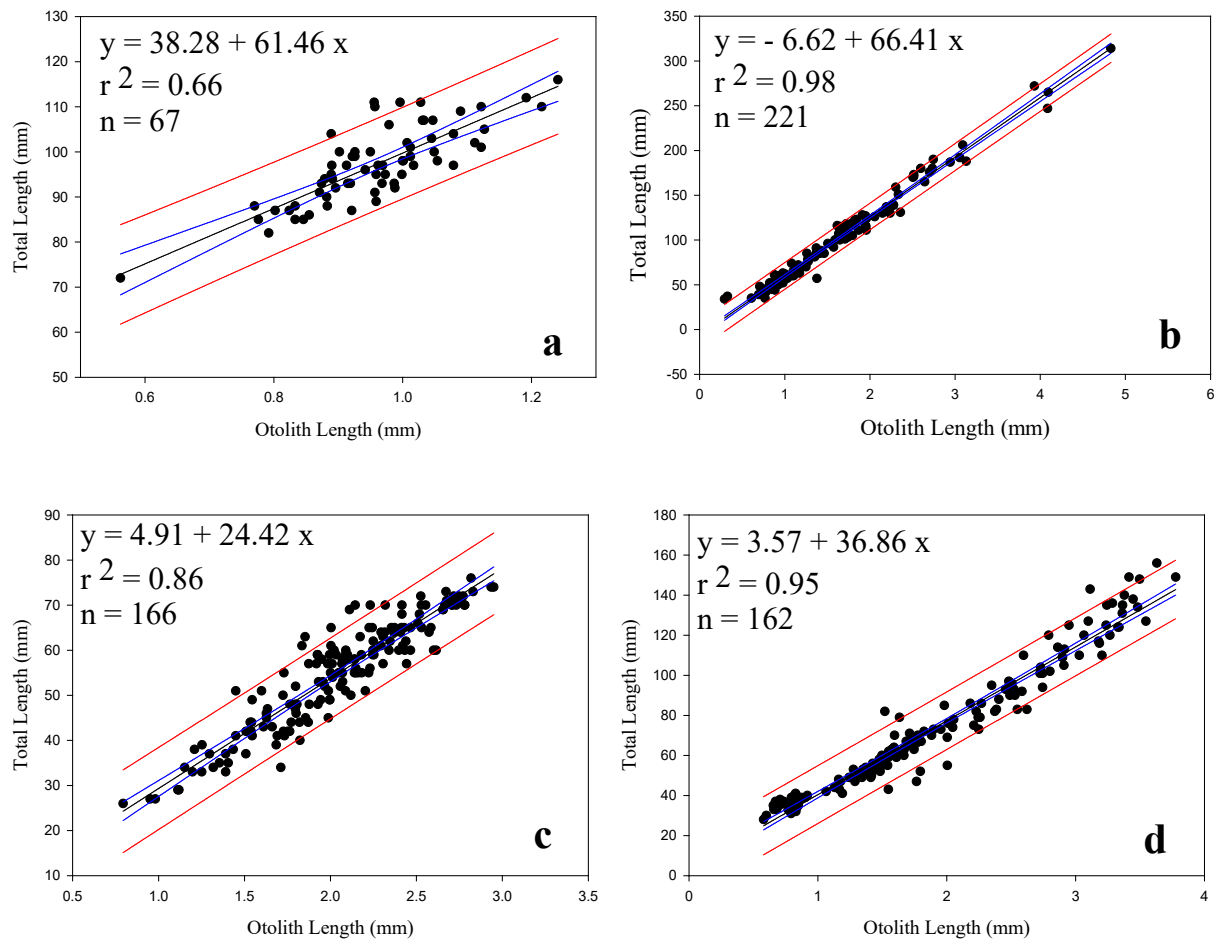 y = 38.28 + 61.46 x
r 2 = 0.66
n = 67
130
120
110
100
90
80
70
60
50
Total Length (mm)
0.6
0.8
1.0
1.2
Otolith Length (mm)
a
y = - 6.62 + 66.41 x
r 2 = 0.98
n = 221
350
300
250
200
150
100
50
0
-50
Total Length (mm)
0
1
2
3
4
5
6
Otolith Length (mm)
b
y = 4.91 + 24.42 x
r 2 = 0.86
n = 166
90
80
70
60
50
40
30
20
10
Total Length (mm)
0.5
1.0
1.5
2.0
2.5
3.0
3.5
Otolith Length (mm)
c
y = 3.57 + 36.86 x
r 2 = 0.95
n = 162
180
160
140
120
100
80
60
40
20
0
Total Length (mm)
0
1
2
3
4
Otolith Length (mm)
d